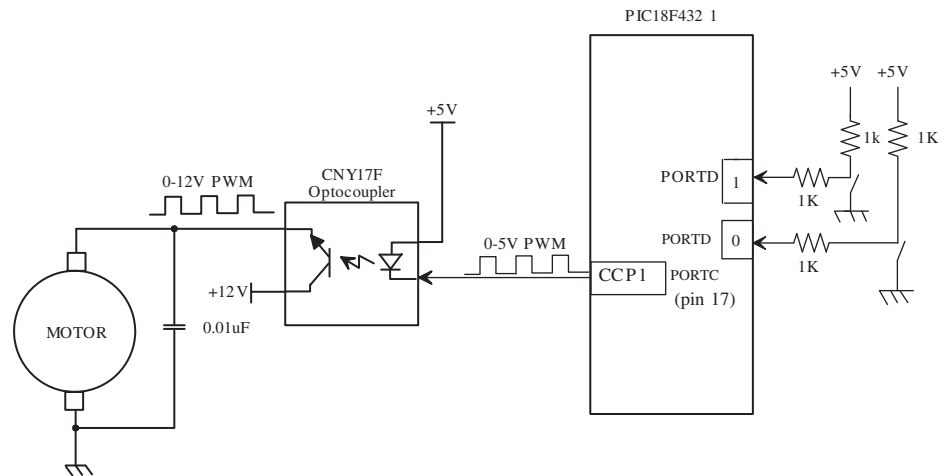 PIC18F432 1
+5V +5V
+5V
1k
1K
CNY17F
Optocoupler
0-12V PWM
PORTD
1
1K
PORTD
0
0-5V PWM
1K
CCP1
PORTC
(pin 17)
+12V
MOTOR
0.01uF